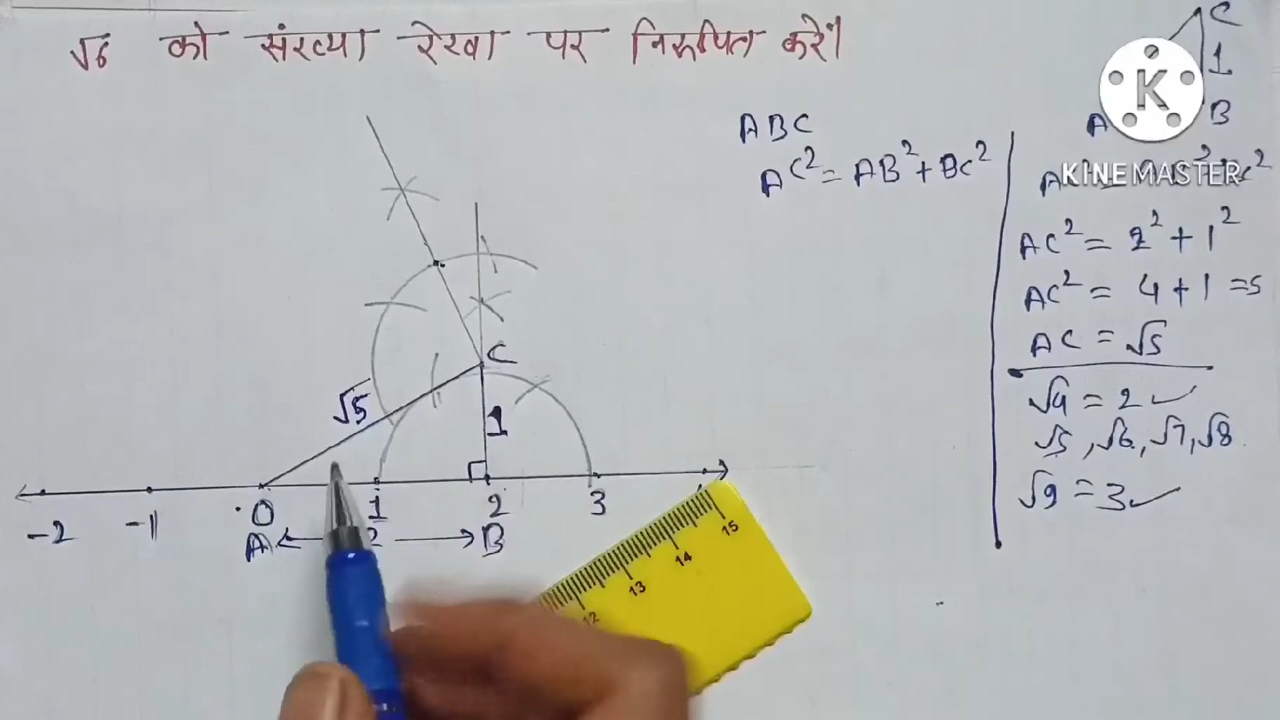 √6 को संख्या रेखा पर निरूपित करें।
ABC
AC² = AB² + BC²
C
1
A
B
K
KINEMASTER
AC² = 2² + 1²
AC² = 4 + 1 = 5
AC = √5
√4 = 2 ✓
√5, √6, √7, √8
√9 = 3 ✓
C
√5
1
-2 -1 0 1 2 3
A B
12 13 14 15